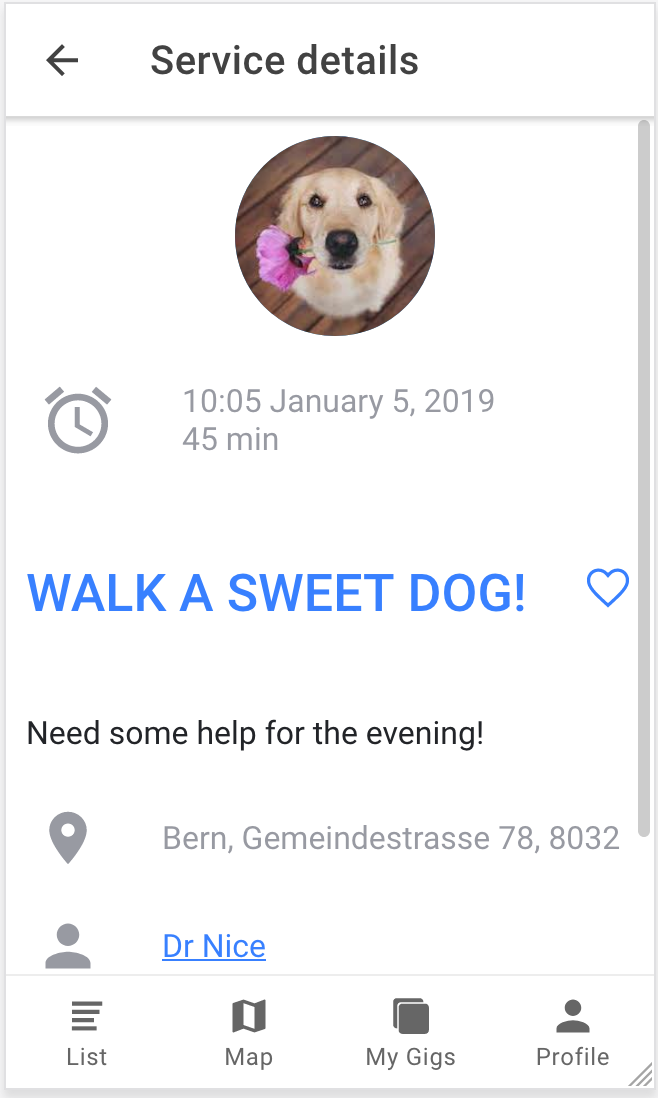 Service details
10:05 January 5, 2019
45 min
WALK A SWEET DOG!
Need some help for the evening!
Bern, Gemeindestrasse 78, 8032
Dr Nice
List Map My Gigs Profile